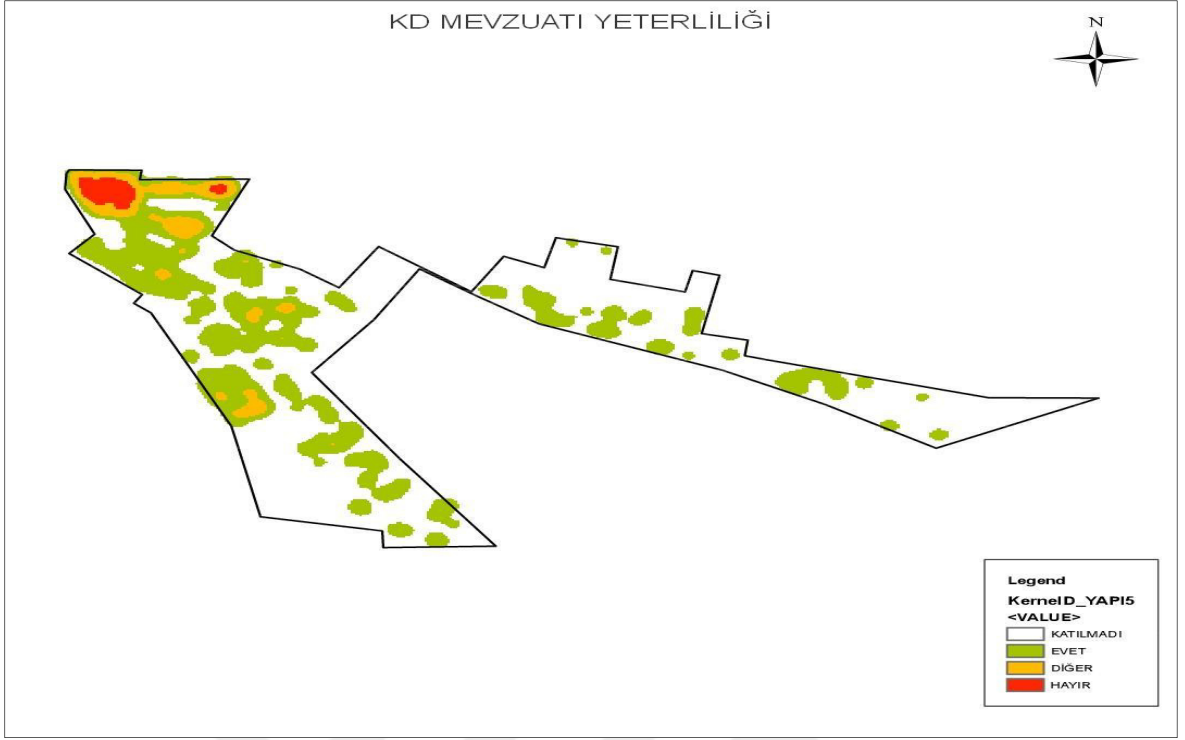 KD MEVZUATI YETERLİLİĞİ
N
Legend
KernelD_YAPI5
<VALUE>
KATILMADI
EVET
DİĞER
HAYIR